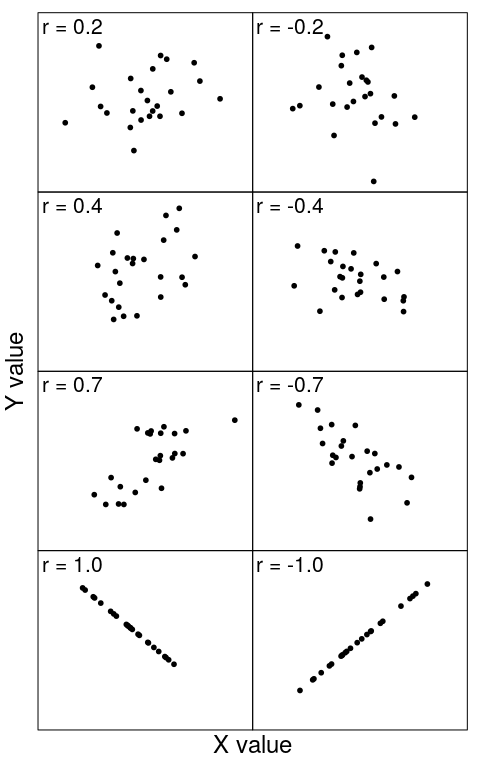 r = 0.2
r = -0.2
r = 0.4
r = -0.4
r = 0.7
r = -0.7
r = 1.0
r = -1.0
Y value
X value